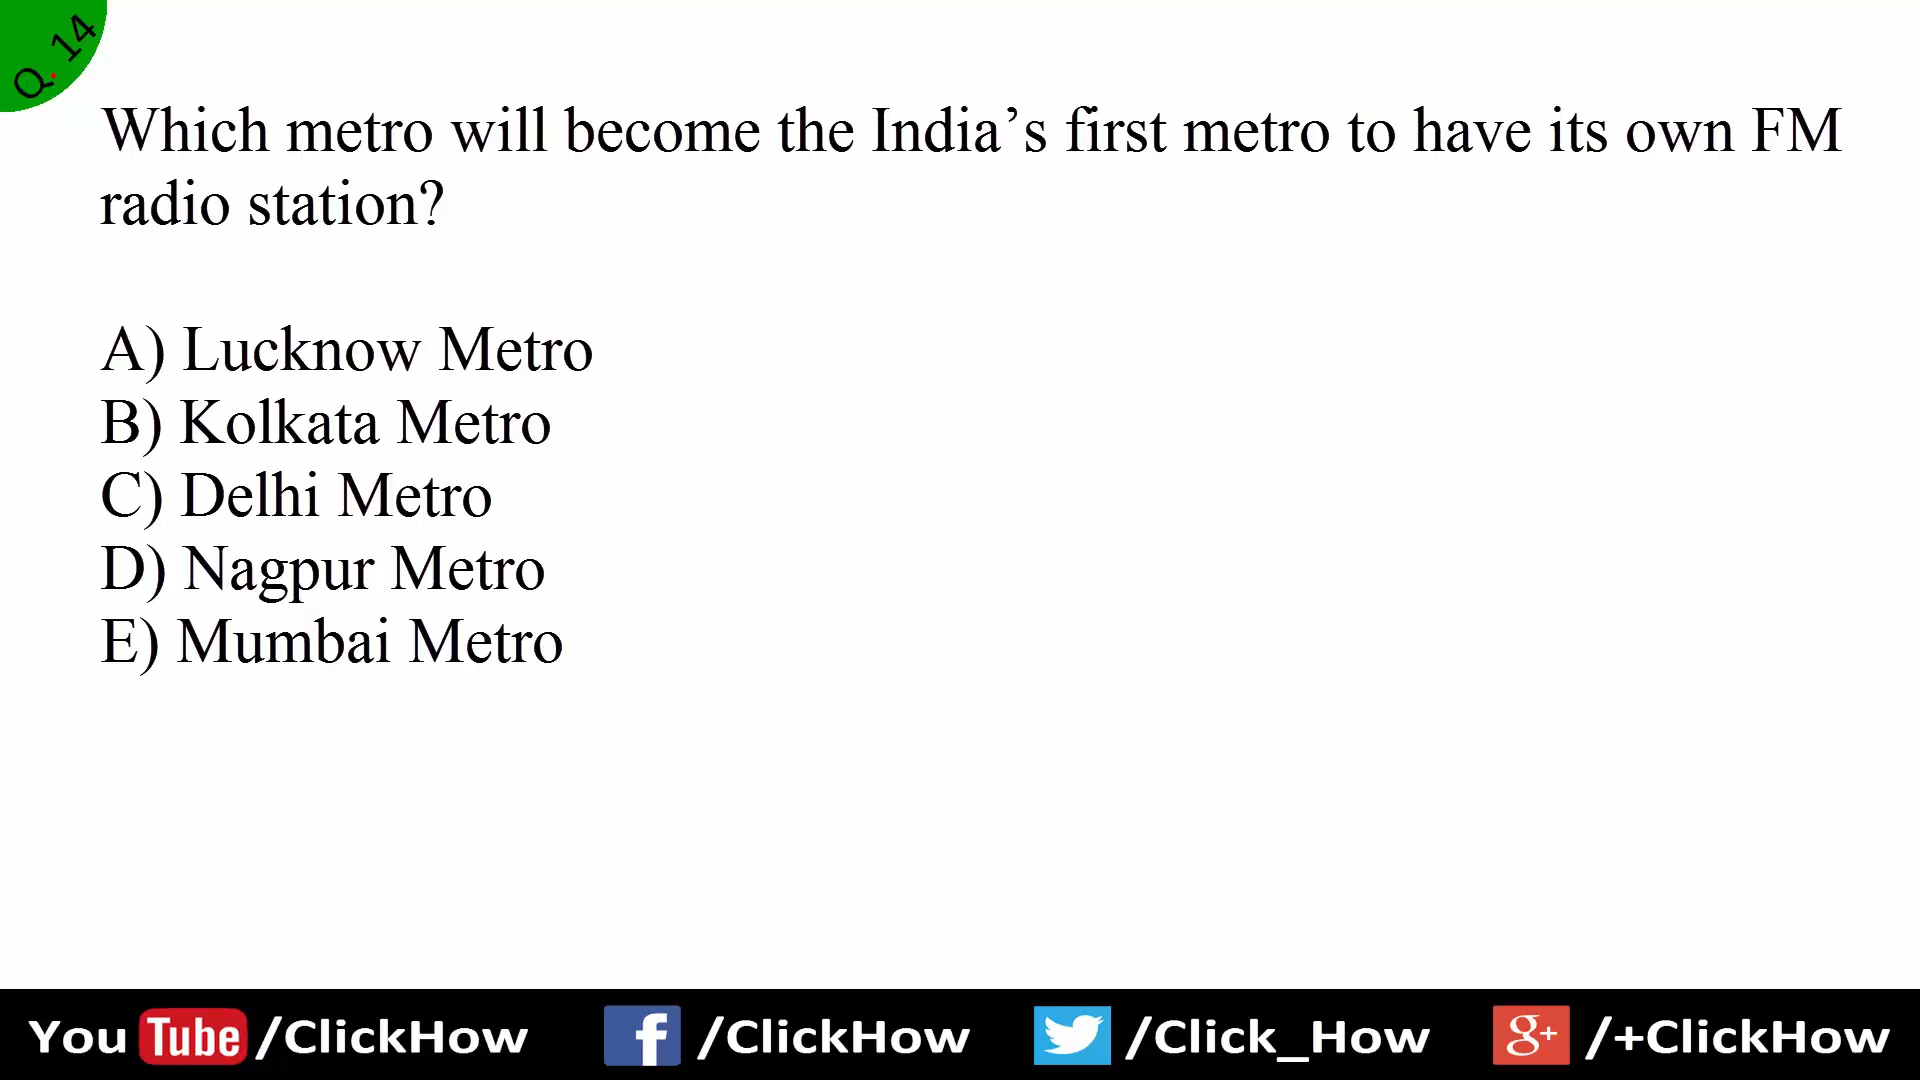 Q. 14
Which metro will become the India’s first metro to have its own FM
radio station?
A) Lucknow Metro
B) Kolkata Metro
C) Delhi Metro
D) Nagpur Metro
E) Mumbai Metro
You Tube /ClickHow f /ClickHow /Click_How g+ /+ClickHow